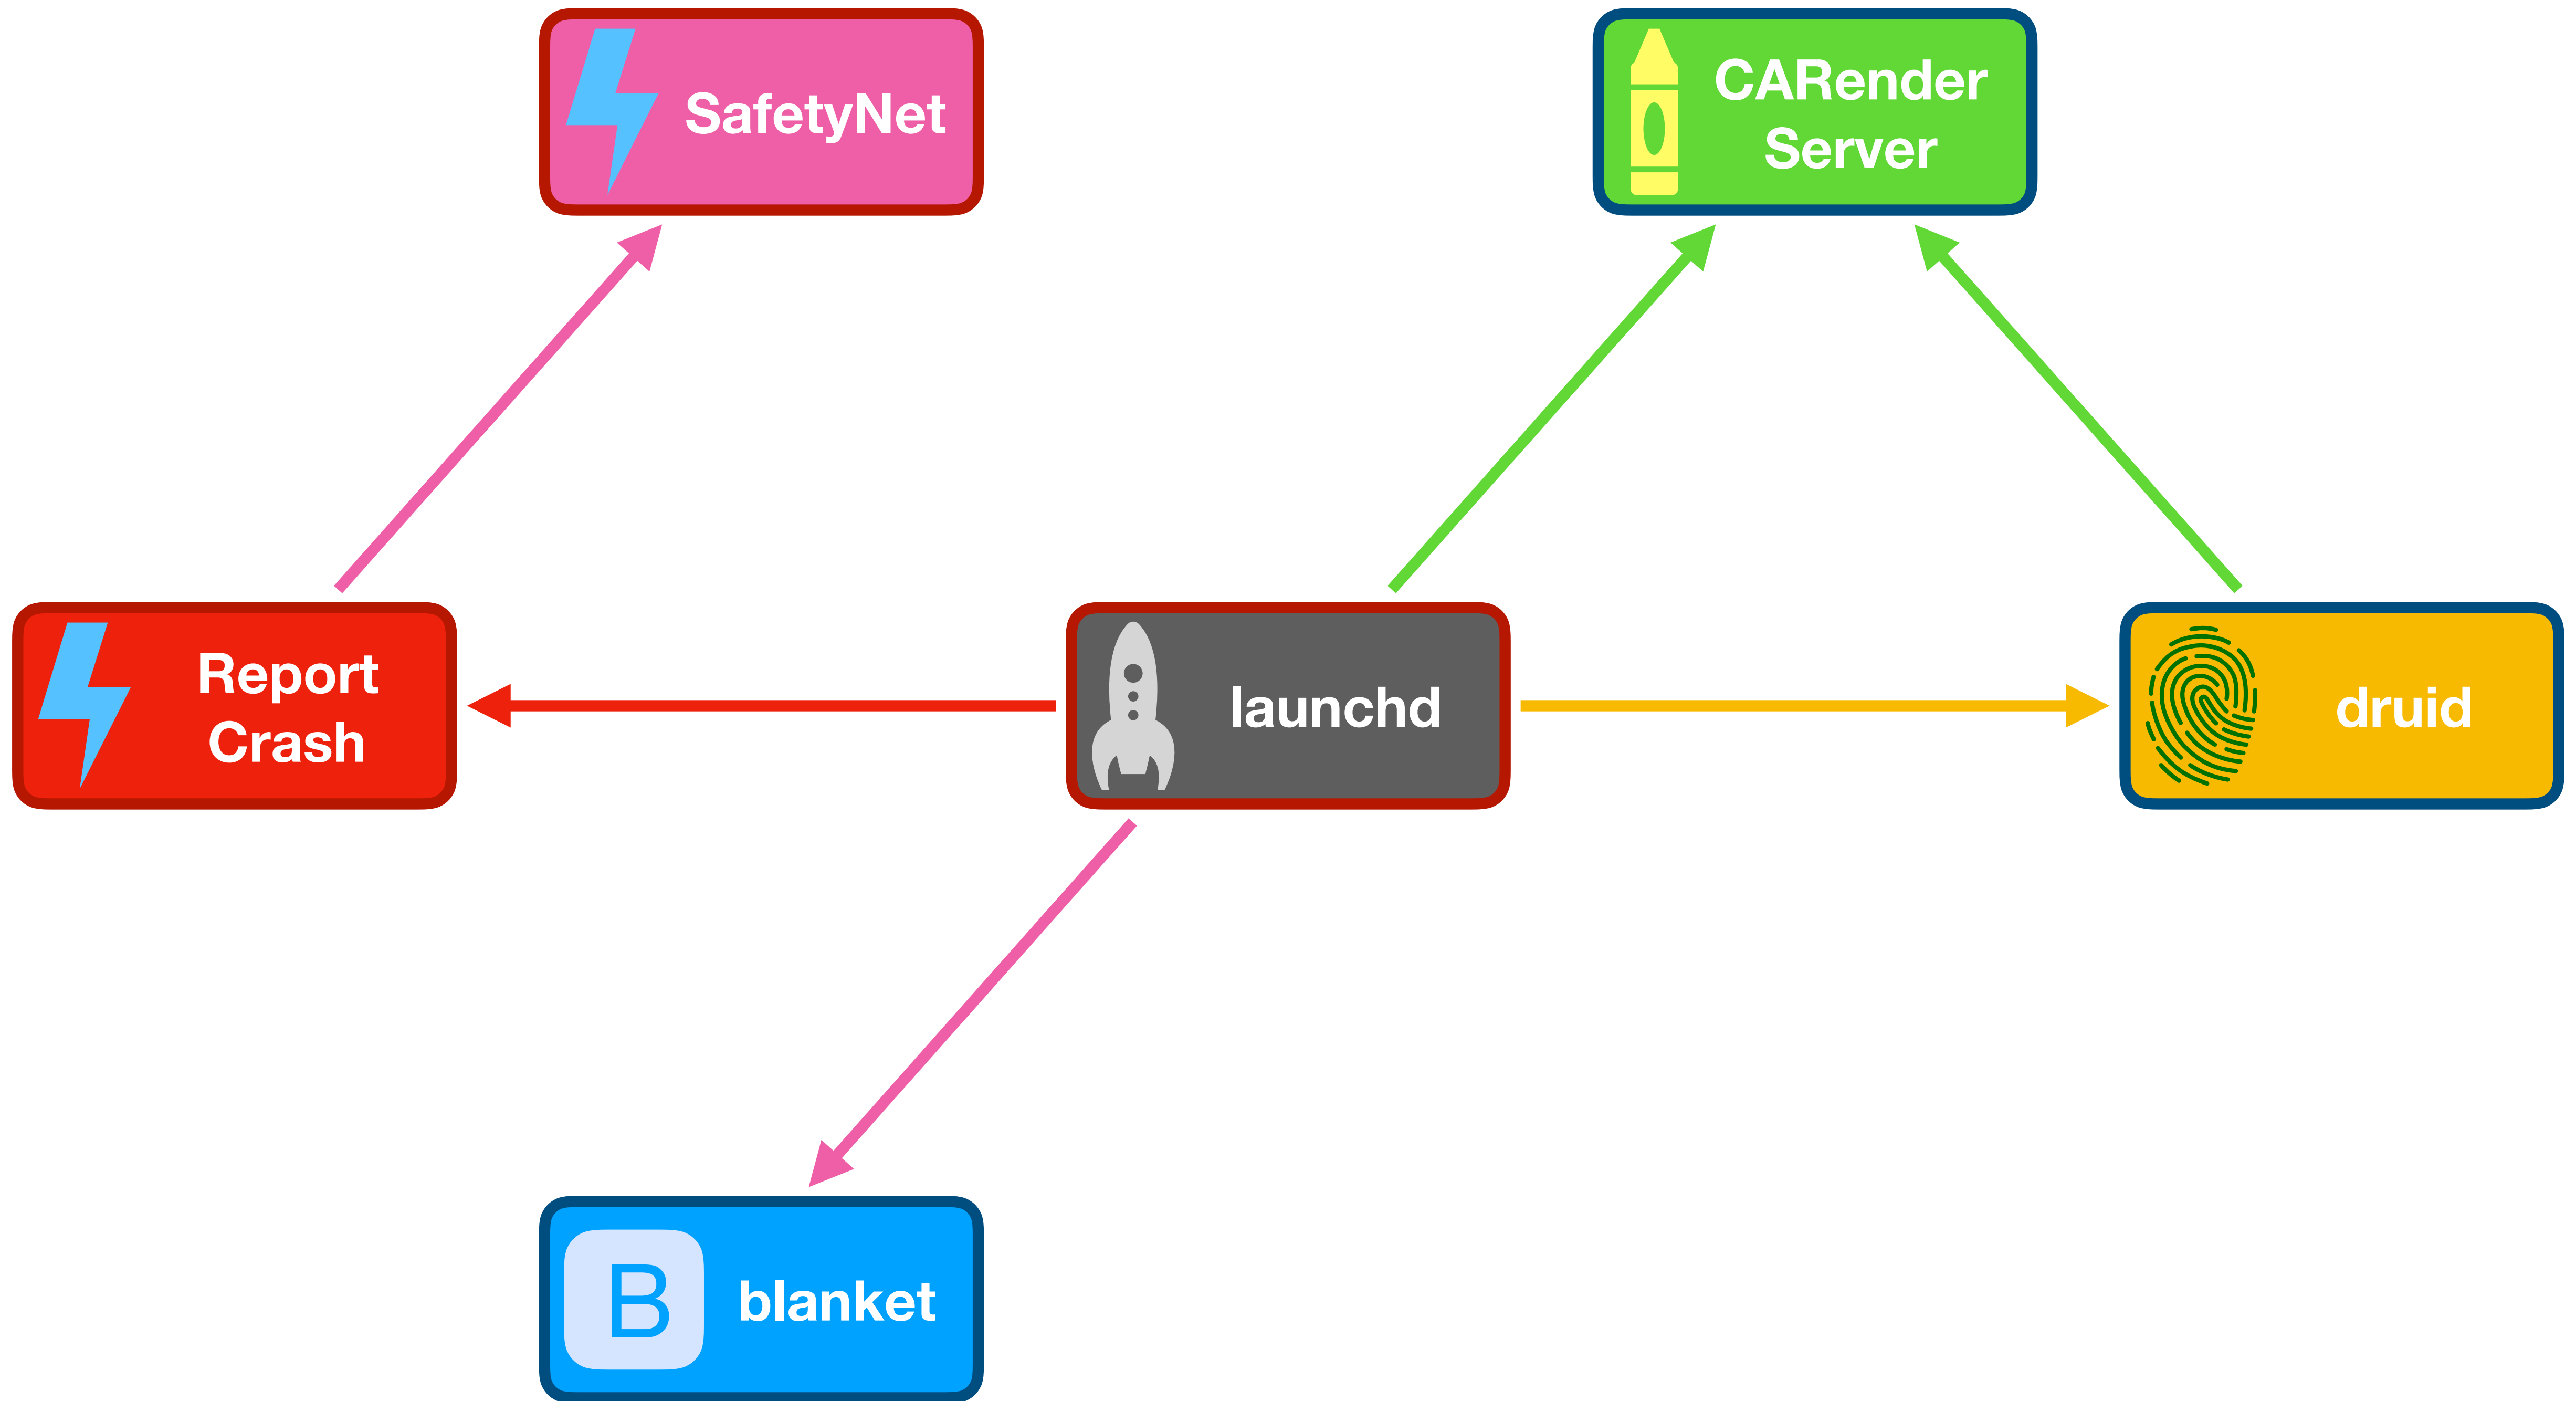 SafetyNet
CARender
Server
Report
Crash
launchd
druid
B
blanket